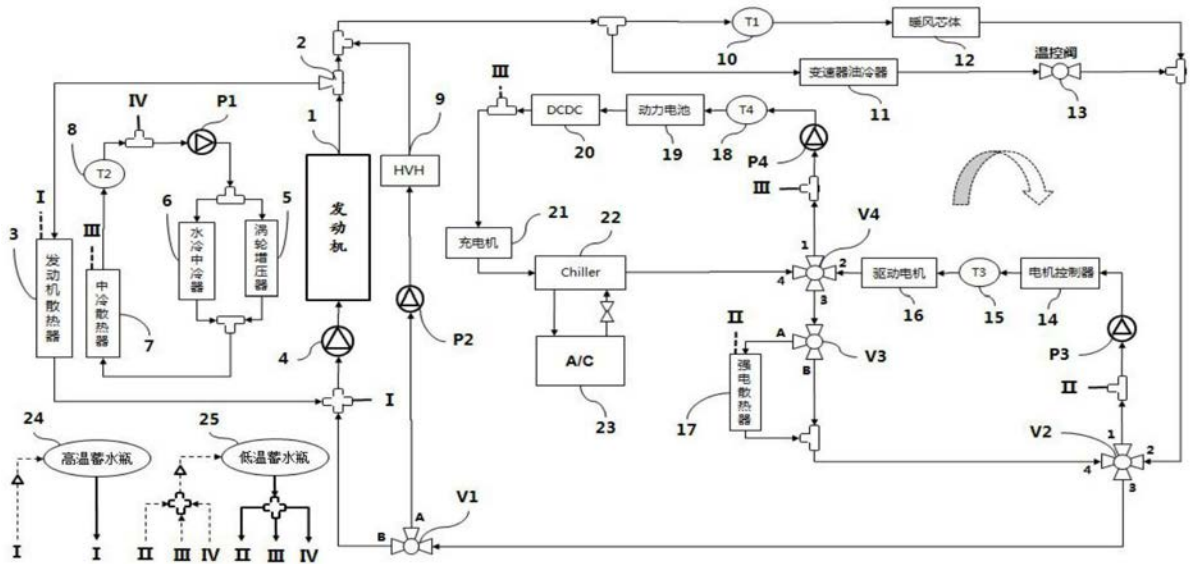 2
1
IV
P1
8
T2
I
III
3
发动机散热器
中冷散热器
7
6
水冷中冷器
5
涡轮增压器
发动机
4
I
9
HVH
P2
T1
10
暖风芯体
12
变速器油冷器
11
温控阀
13
III
DCDC
20
动力电池
19
T4
18
P4
III
21
充电机
22
Chiller
A/C
23
V4
1
2
3
4
驱动电机
16
T3
15
电机控制器
14
P3
II
II
A
B
V3
强电散热器
17
V2
1
2
3
4
24
高温蓄水瓶
I
I
25
低温蓄水瓶
II
III
IV
II
III
IV
A
B
V1